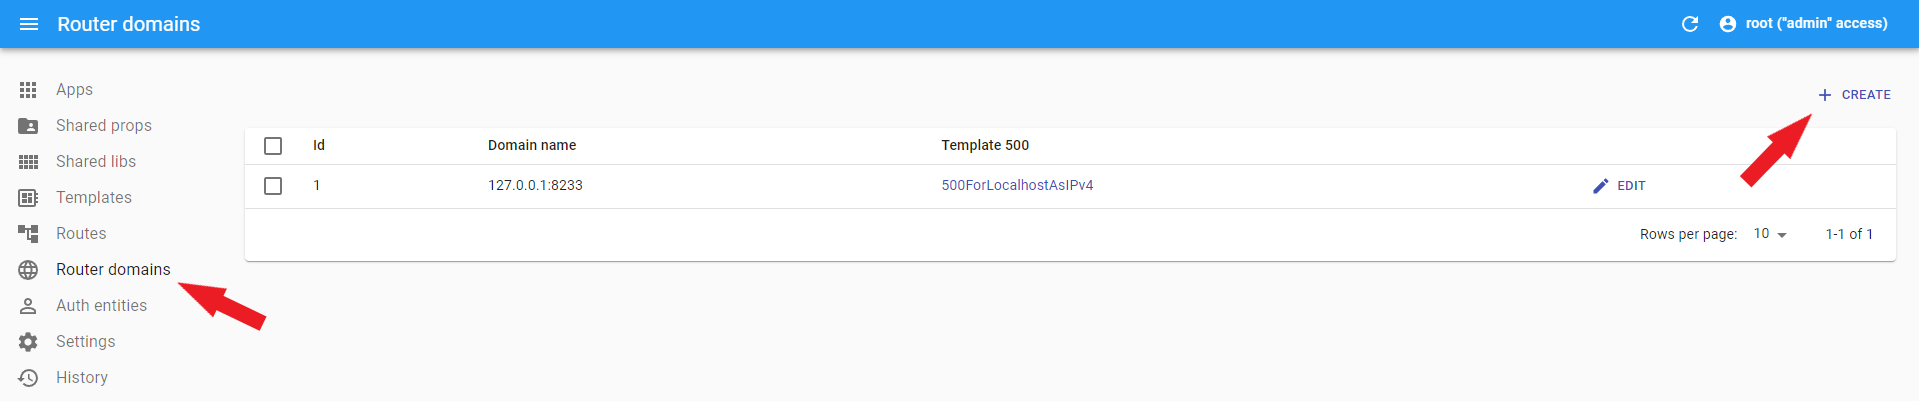 Router domains
root ("admin" access)
Apps
Shared props
Shared libs
Templates
Routes
Router domains
Auth entities
Settings
History
+ CREATE
Id Domain name Template 500
1 127.0.0.1:8233 500ForLocalhostAsIPv4 EDIT
Rows per page: 10 1-1 of 1